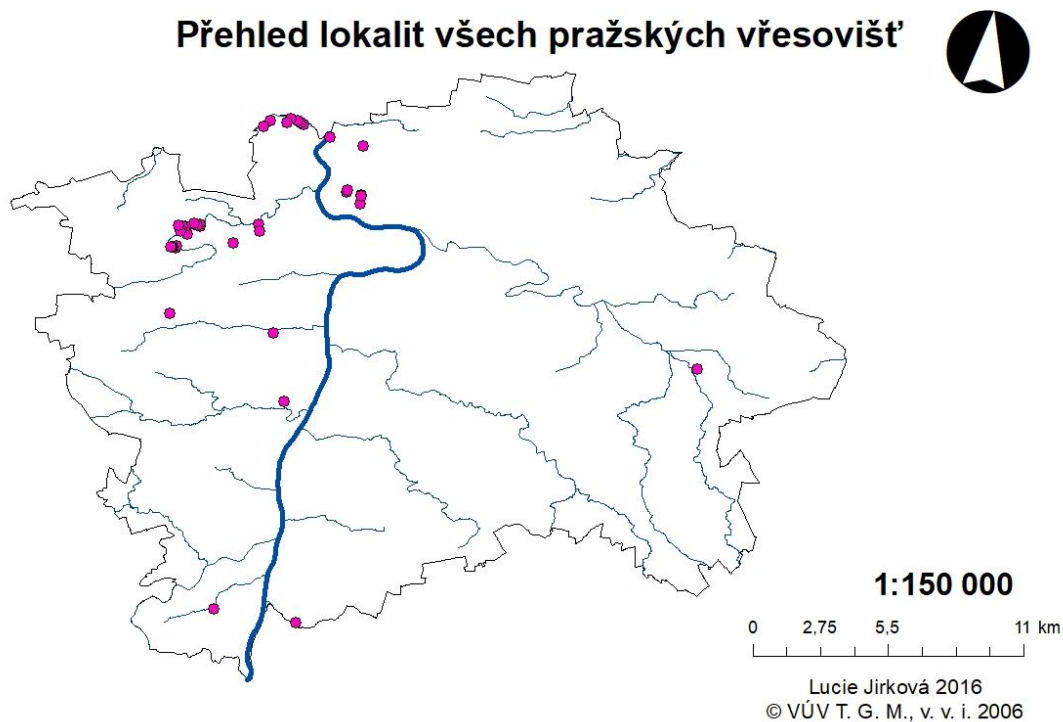 Přehled lokalit všech pražských vřesovišť
1:150 000
0 2,75 5,5 11 km
Lucie Jirková 2016
© VÚV T. G. M., v. v. i. 2006